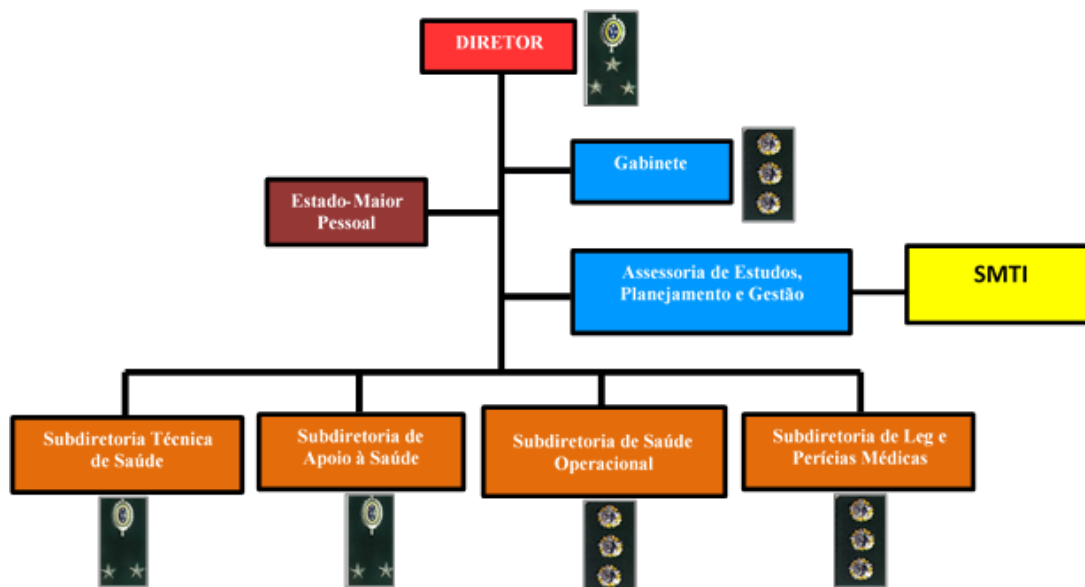 DIRETOR
Gabinete
Estado-Maior
Pessoal
Assessoria de Estudos,
Planejamento e Gestão
SMTI
Subdiretoria Técnica
de Saúde
Subdiretoria de
Apoio à Saúde
Subdiretoria de Saúde
Operacional
Subdiretoria de Leg e
Perícias Médicas